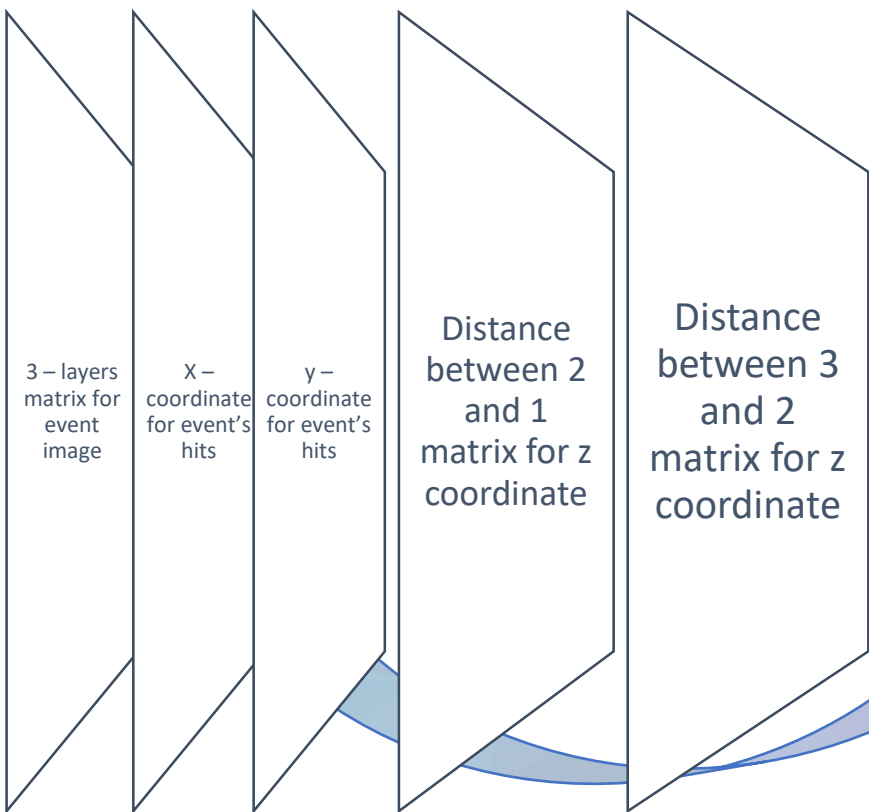 3 – layers
matrix for
event
image
X –
coordinate
for event’s
hits
y –
coordinate
for event’s
hits
Distance
between 2
and 1
matrix for z
coordinate
Distance
between 3
and 2
matrix for z
coordinate